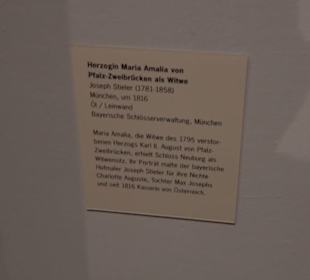 Herzogin Maria Amalia von
Pfalz-Zweibrücken als Witwe
Joseph Stieler (1781-1858)
München, um 1816
Öl / Leinwand
Bayerische Schlösserverwaltung, München
Maria Amalia, die Witwe des 1795 verstor-
benen Herzogs Karl II. August von Pfalz-
Zweibrücken, erhielt Schloss Neuburg als
Witwensitz. Ihr Porträt malte der bayerische
Hofmaler Joseph Stieler für ihre Nichte
Charlotte Auguste, Tochter Max Josephs
und seit 1816 Kaiserin von Österreich.